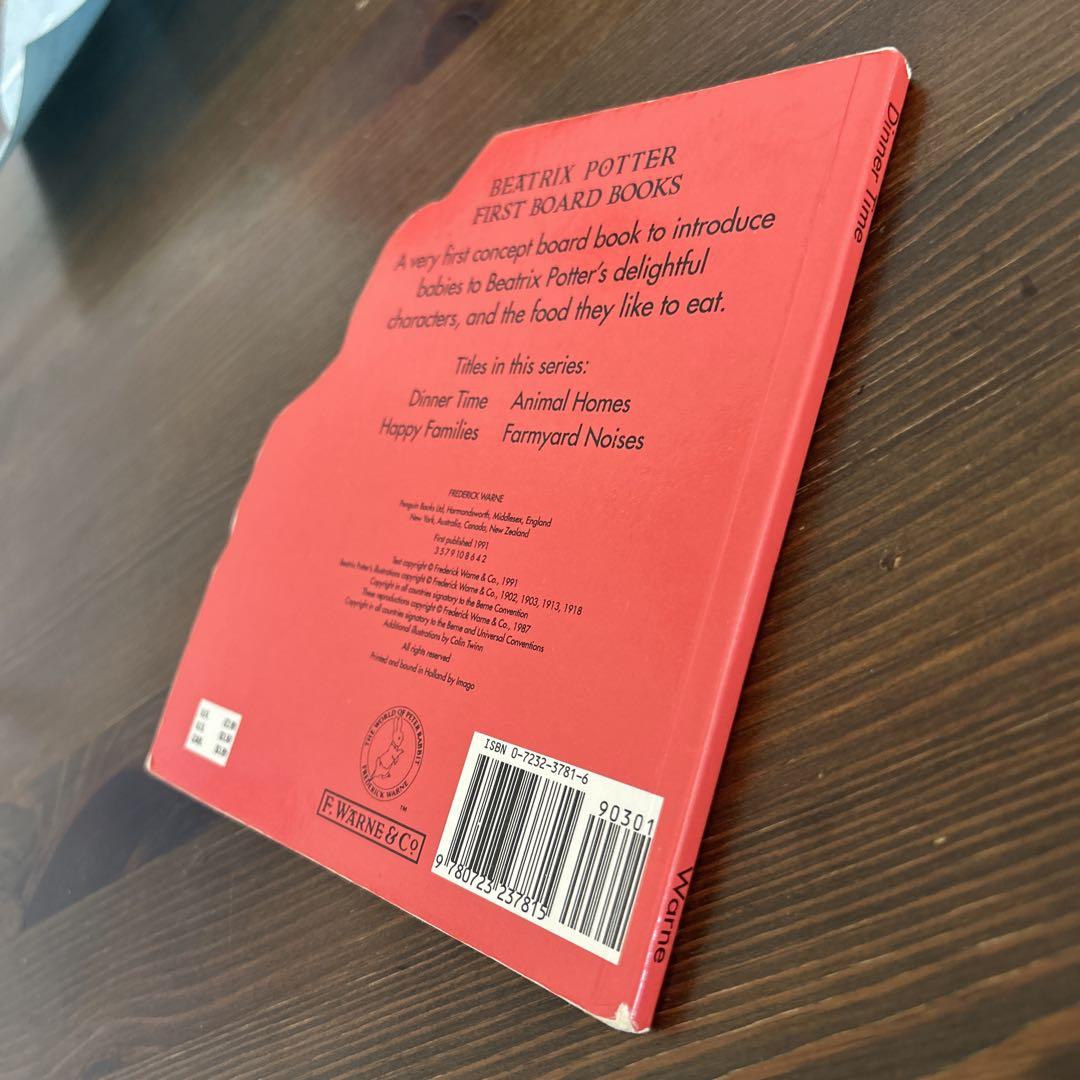 BEATRIX POTTER
FIRST BOARD BOOKS
A very first concept board book to introduce
babies to Beatrix Potter's delightful
characters, and the food they like to eat.
Titles in this series:
Dinner Time Animal Homes
Happy Families Farmyard Noises
FREDERICK WARNE
Penguin Books Ltd, Harmondsworth, Middlesex, England
New York, Australia, Canada, New Zealand
First published 1991
3 5 7 9 10 8 6 4 2
Text copyright © Frederick Warne & Co., 1991
Beatrix Potter's illustrations copyright © Frederick Warne & Co., 1902, 1903, 1913, 1918
Copyright in all countries signatory to the Berne Convention
These reproductions copyright © Frederick Warne & Co., 1987
Copyright in all countries signatory to the Berne and Universal Conventions
Additional illustrations by Colin Twinn
All rights reserved
Printed and bound in Holland by Imago
THE WORLD OF PETER RABBIT
FREDERICK WARNE
TM
F. WARNE & Co
ISBN 0-7232-3781-6
90301
9 780723 237815
Dinner Time
Warne